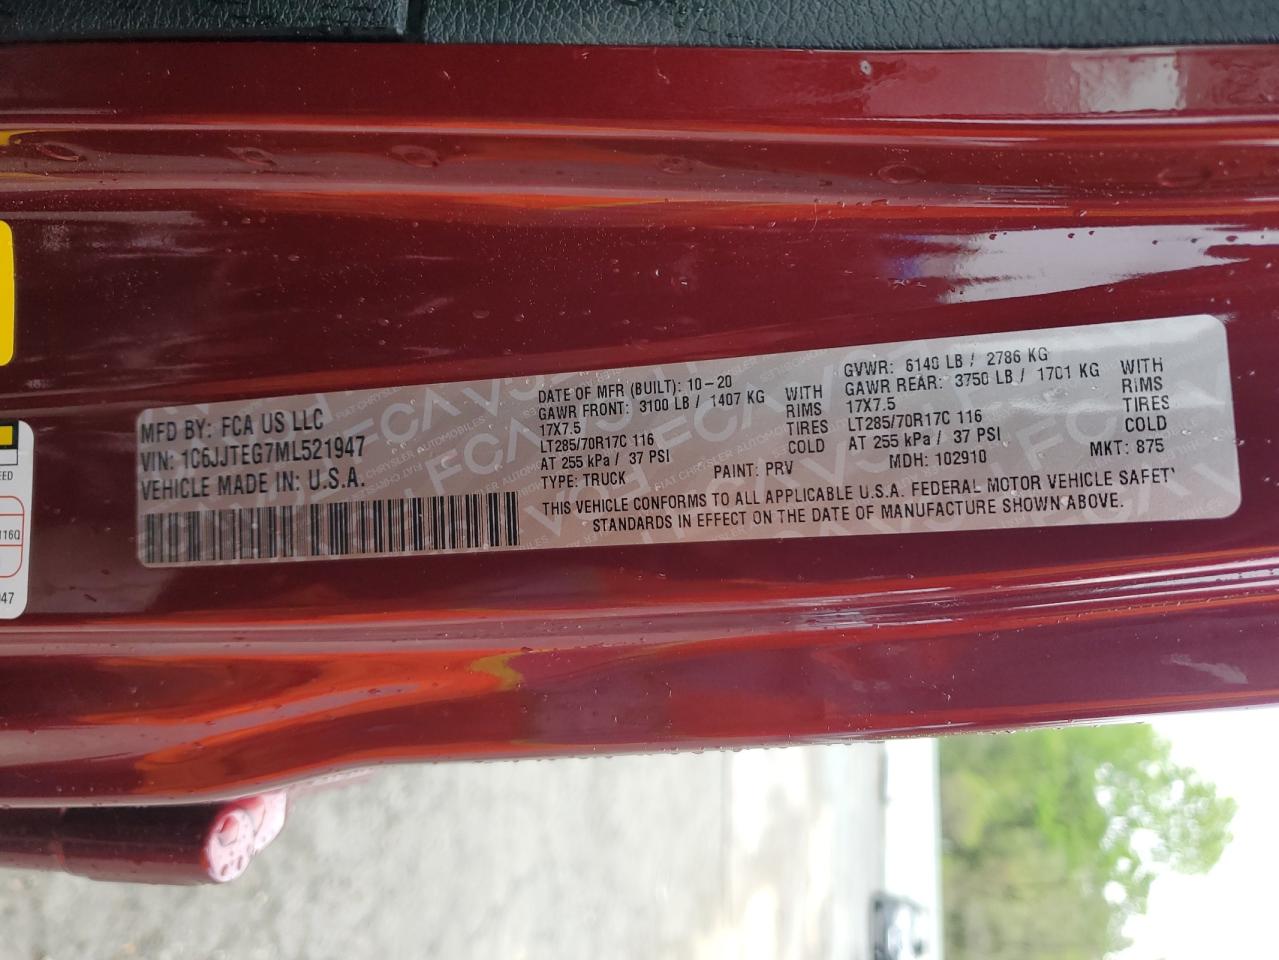 MFD BY: FCA US LLC
VIN: 1C6JJTEG7ML521947
VEHICLE MADE IN: U.S.A.
DATE OF MFR (BUILT): 10-20
GAWR FRONT: 3100 LB / 1407 KG WITH
17X7.5 RIMS
LT285/70R17C 116 TIRES
AT 255 kPa / 37 PSI COLD
TYPE: TRUCK PAINT: PRV
GVWR: 6140 LB / 2786 KG
GAWR REAR: 3750 LB / 1701 KG WITH
17X7.5 RIMS
LT285/70R17C 116 TIRES
AT 255 kPa / 37 PSI COLD
MDH: 102910 MKT: 875
THIS VEHICLE CONFORMS TO ALL APPLICABLE U.S.A. FEDERAL MOTOR VEHICLE SAFETY
STANDARDS IN EFFECT ON THE DATE OF MANUFACTURE SHOWN ABOVE.
EED
116Q
947